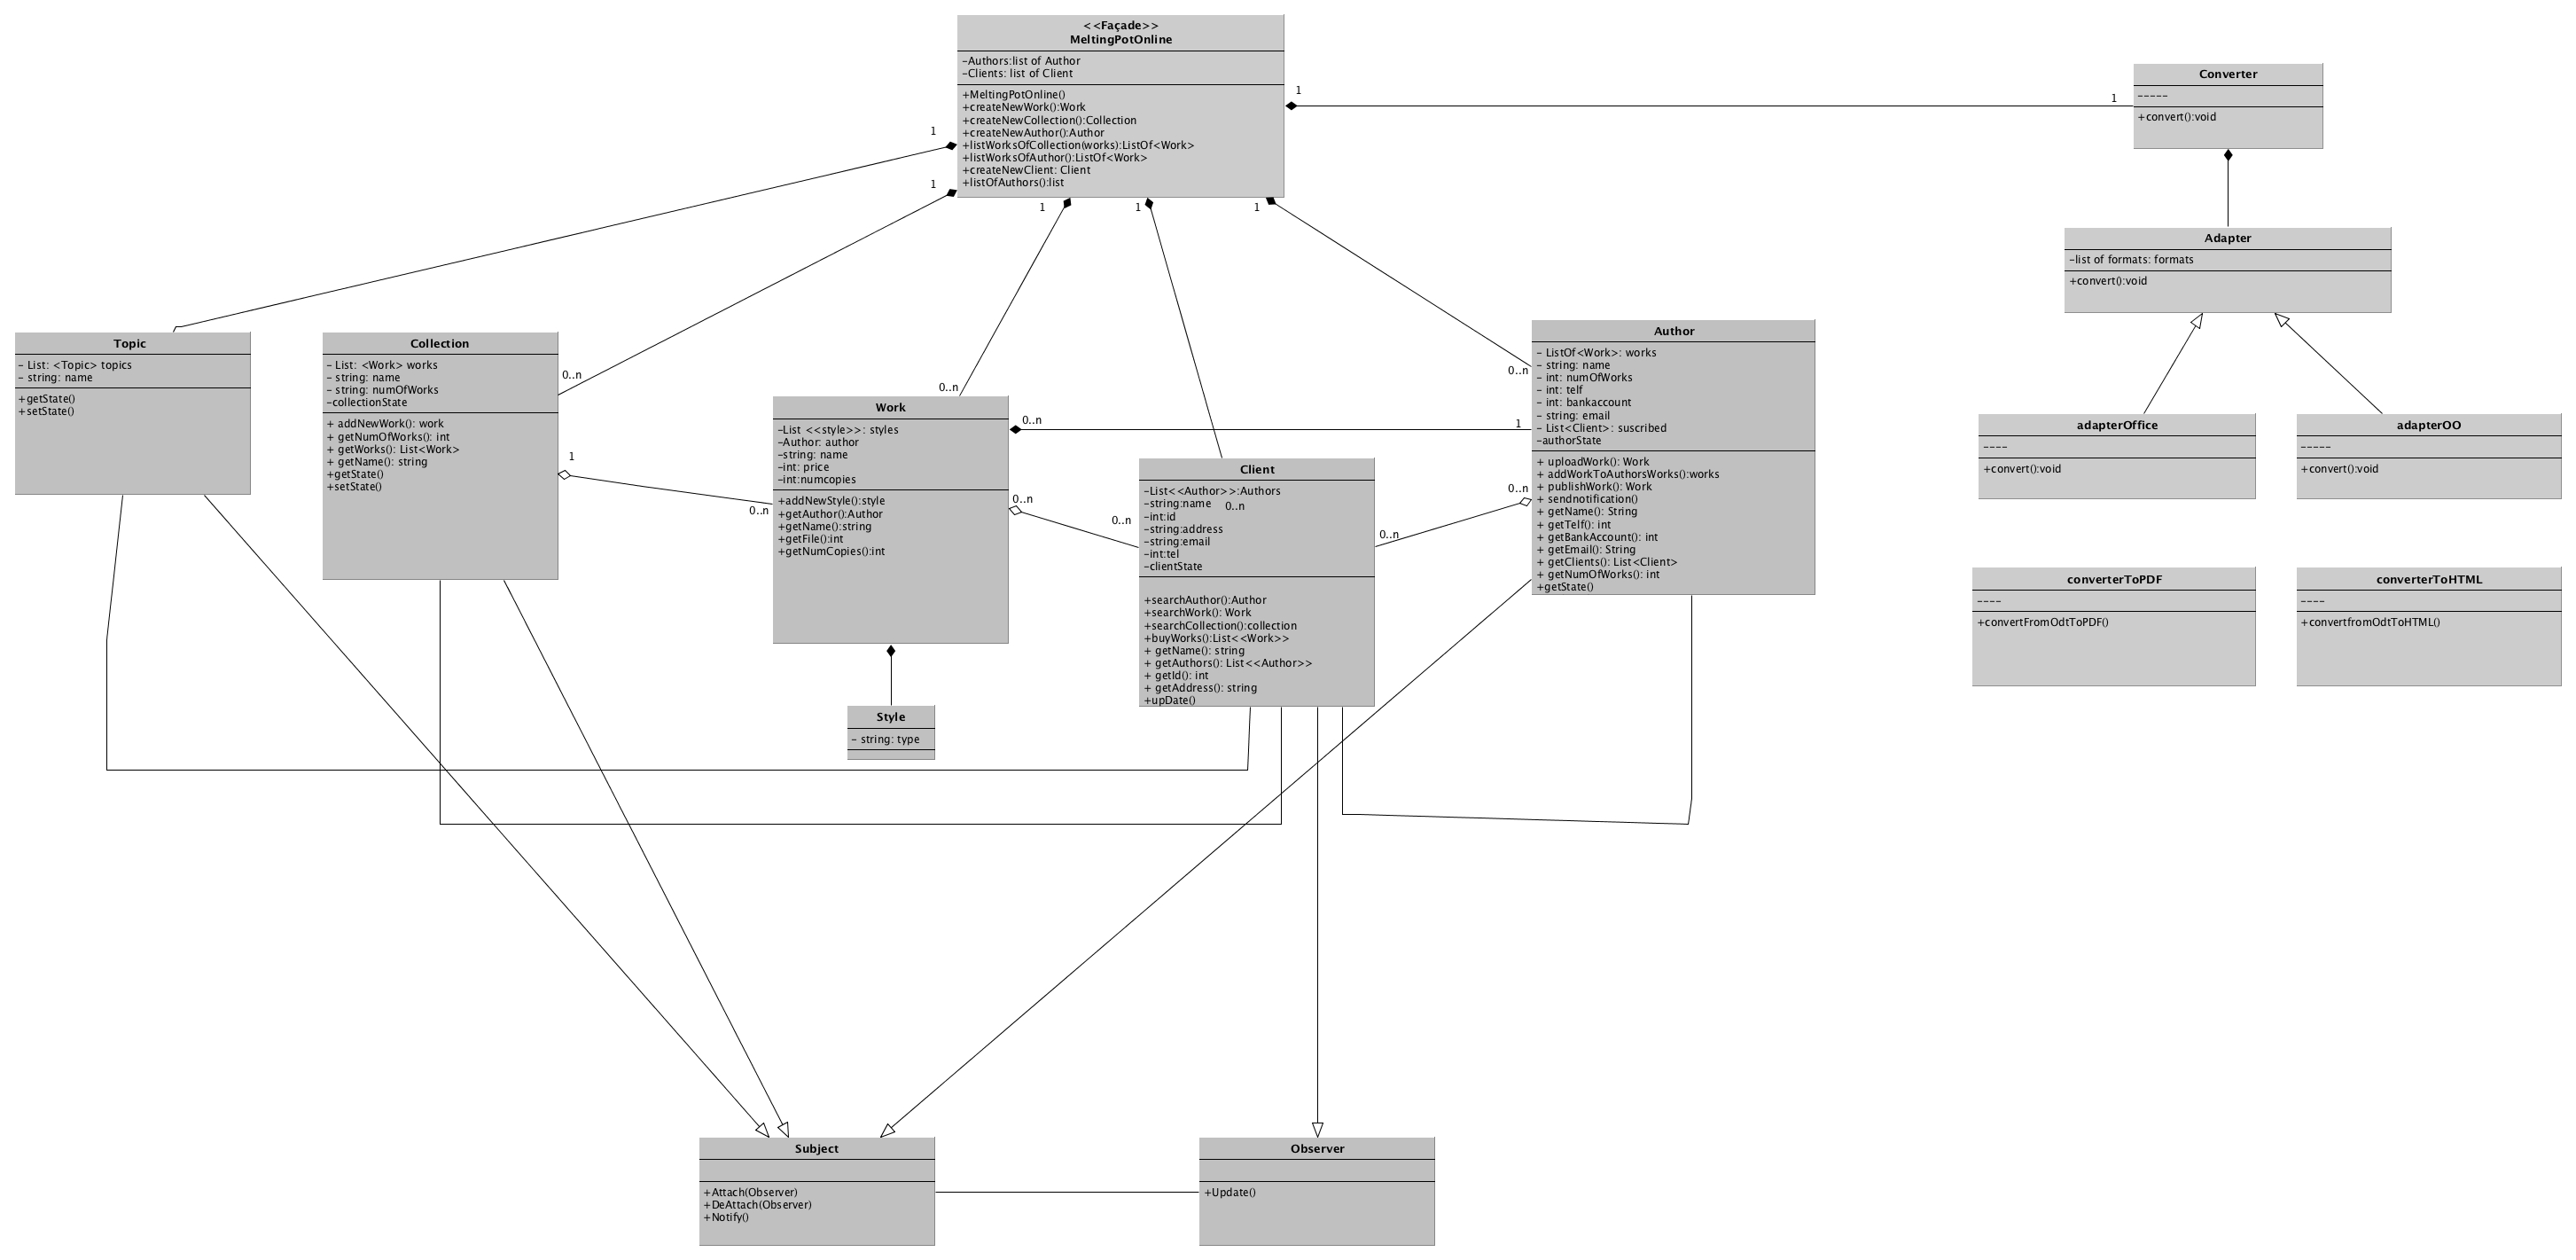 <<Façade>>
MeltingPotOnline
-Authors:list of Author
-Clients: list of Client
+MeltingPotOnline()
+createNewWork():Work
+createNewCollection():Collection
+createNewAuthor():Author
+listWorksOfCollection(works):ListOf<Work>
+listWorksOfAuthor():ListOf<Work>
+createNewClient: Client
+listOfAuthors():list
1
1
1
1
1
1
1
Converter
-----
+convert():void
Adapter
-list of formats: formats
+convert():void
Topic
- List: <Topic> topics
- string: name
+getState()
+setState()
Collection
- List: <Work> works
- string: name
- string: numOfWorks
-collectionState
+ addNewWork(): work
+ getNumOfWorks(): int
+ getWorks(): List<Work>
+ getName(): string
+getState()
+setState()
0..n
1
0..n
0..n
Work
-List <<style>>: styles
-Author: author
-string: name
-int: price
-int:numcopies
+addNewStyle():style
+getAuthor():Author
+getName():string
+getFile():int
+getNumCopies():int
0..n
1
0..n
0..n
Client
-List<<Author>>:Authors
-string:name
0..n
-int:id
-string:address
-string:email
-int:tel
-clientState
+searchAuthor():Author
+searchWork(): Work
+searchCollection():collection
+buyWorks():List<<Work>>
+ getName(): string
+ getAuthors(): List<<Author>>
+ getId(): int
+ getAddress(): string
+upDate()
0..n
0..n
0..n
Author
- ListOf<Work>: works
- string: name
- int: numOfWorks
- int: telf
- int: bankaccount
- string: email
- List<Client>: suscribed
-authorState
+ uploadWork(): Work
+ addWorkToAuthorsWorks():works
+ publishWork(): Work
+ sendnotification()
+ getName(): String
+ getTelf(): int
+ getBankAccount(): int
+ getEmail(): String
+ getClients(): List<Client>
+ getNumOfWorks(): int
+getState()
adapterOffice
----
+convert():void
adapterOO
-----
+convert():void
converterToPDF
----
+convertFromOdtToPDF()
converterToHTML
----
+convertfromOdtToHTML()
Style
- string: type
Subject
+Attach(Observer)
+DeAttach(Observer)
+Notify()
Observer
+Update()